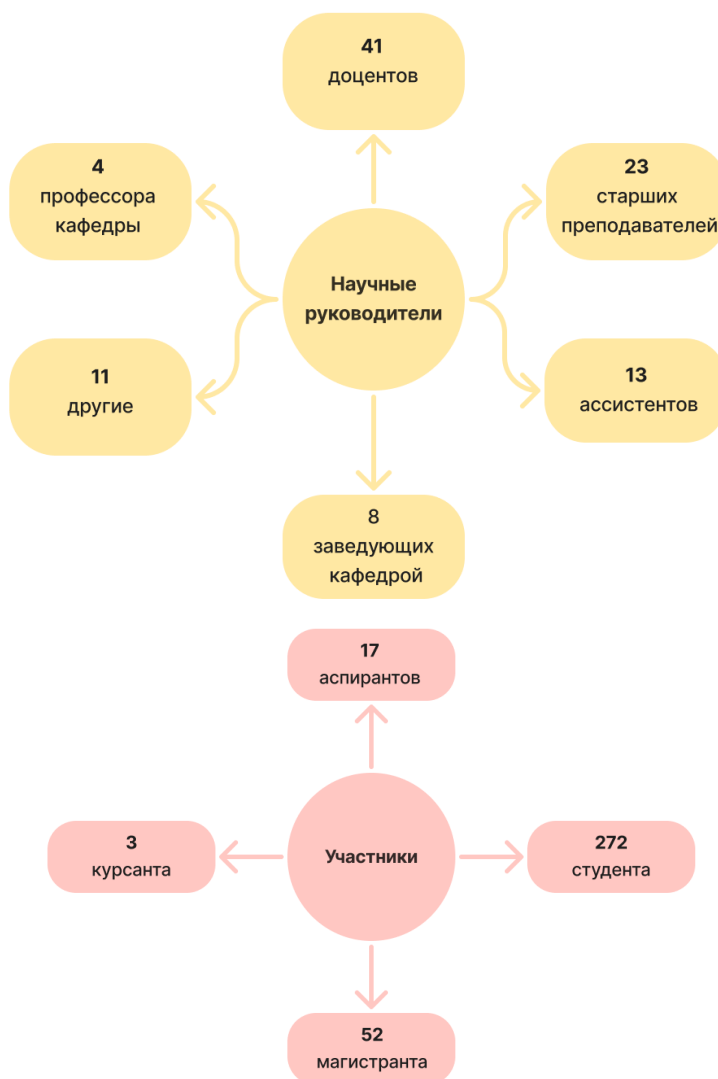 41
доцентов
4
профессора
кафедры
23
старших
преподавателей
Научные
руководители
11
другие
13
ассистентов
8
заведующих
кафедрой
17
аспирантов
3
курсанта
Участники
272
студента
52
магистранта